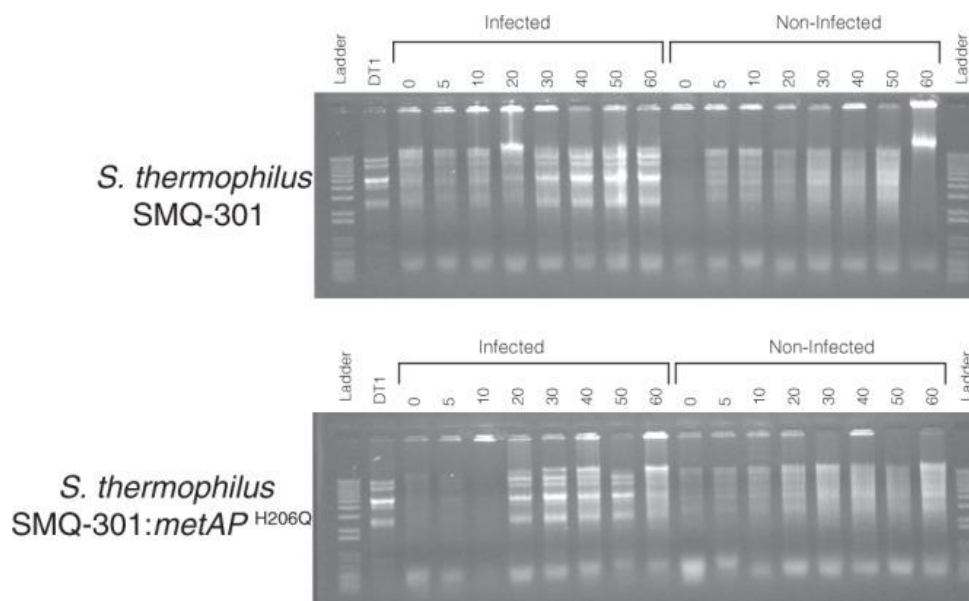 Infected Non-Infected
Ladder DT1 0 5 10 20 30 40 50 60 0 5 10 20 30 40 50 60 Ladder
S. thermophilus
SMQ-301
Infected Non-Infected
Ladder DT1 0 5 10 20 30 40 50 60 0 5 10 20 30 40 50 60 Ladder
S. thermophilus
SMQ-301:metAP H206Q